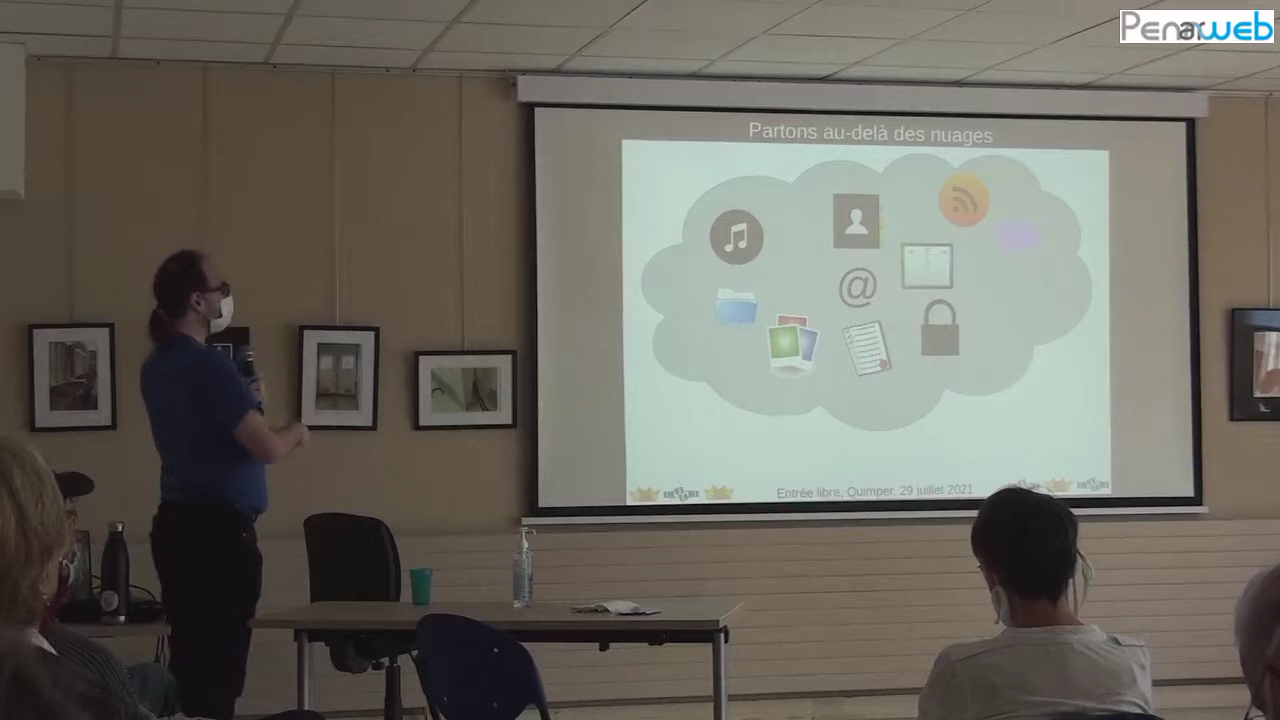 Penarweb
Partons au-delà des nuages
@
Entrée libre, Quimper. 29 juillet 2021